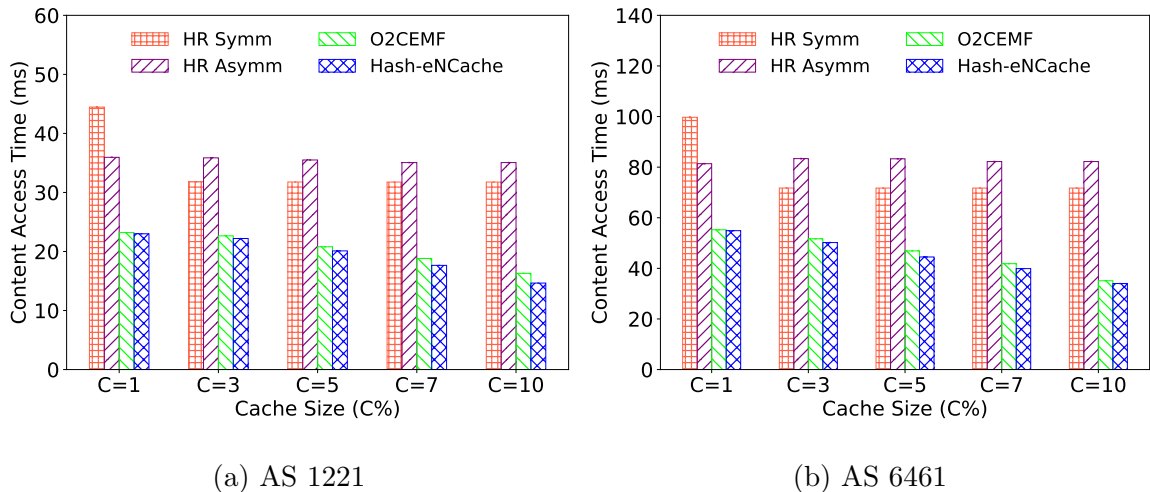 60
50
40
30
20
10
0
Content Access Time (ms)
HR Symm
HR Asymm
O2CEMF
Hash-eNCache
C=1 C=3 C=5 C=7 C=10
Cache Size (C%)
(a) AS 1221
140
120
100
80
60
40
20
0
Content Access Time (ms)
HR Symm
HR Asymm
O2CEMF
Hash-eNCache
C=1 C=3 C=5 C=7 C=10
Cache Size (C%)
(b) AS 6461